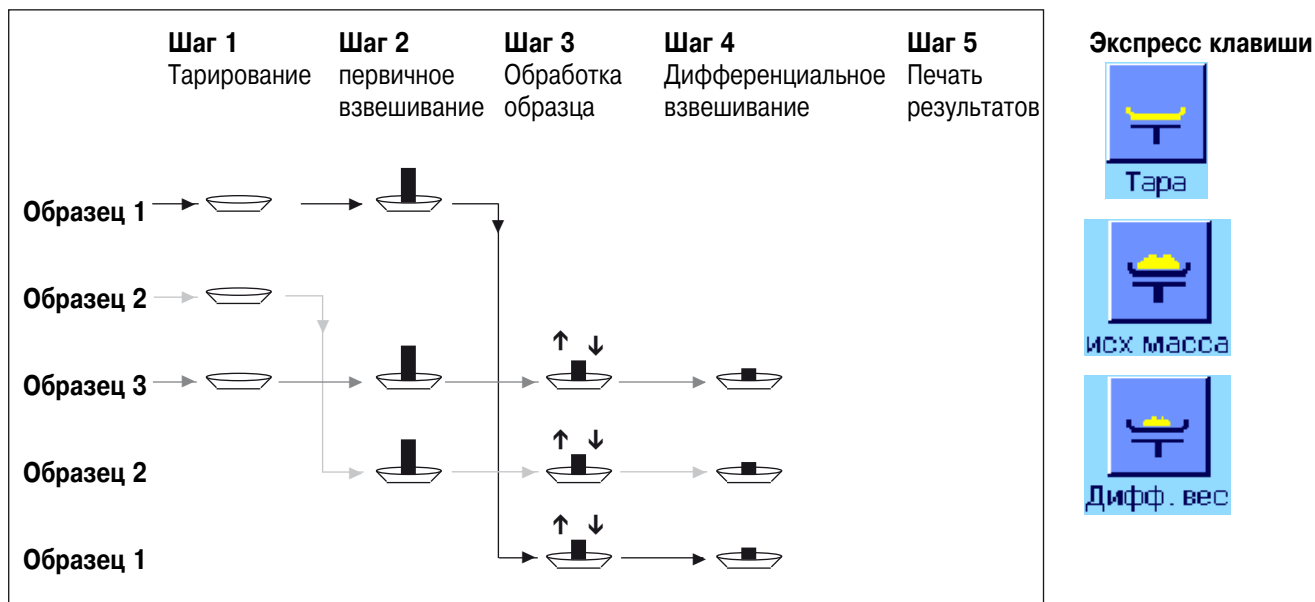 Шаг 1 Шаг 2 Шаг 3 Шаг 4 Шаг 5
Тарирование первичное Обработка Дифференциальное Печать
взвешивание образца взвешивание результатов
Образец 1
Образец 2
Образец 3
Образец 2
Образец 1
Экспресс клавиши
Тара
исх масса
Дифф.вес